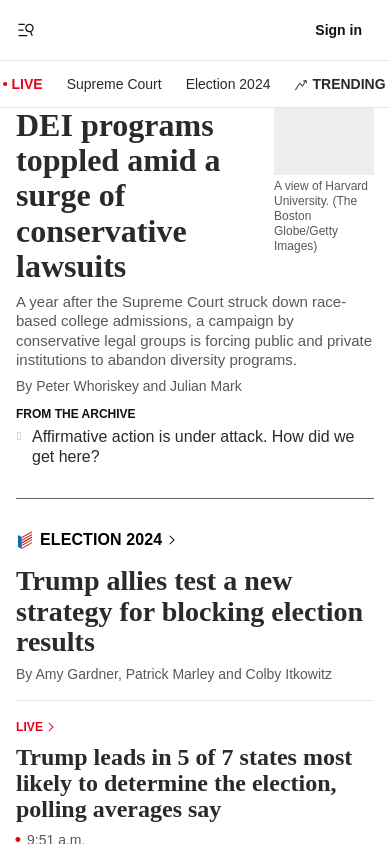 Sign in
• LIVE Supreme Court Election 2024 TRENDING
DEI programs
toppled amid a
surge of
conservative
lawsuits
A view of Harvard
University. (The
Boston
Globe/Getty
Images)
A year after the Supreme Court struck down race-
based college admissions, a campaign by
conservative legal groups is forcing public and private
institutions to abandon diversity programs.
By Peter Whoriskey and Julian Mark
FROM THE ARCHIVE
Affirmative action is under attack. How did we
get here?
ELECTION 2024
Trump allies test a new
strategy for blocking election
results
By Amy Gardner, Patrick Marley and Colby Itkowitz
LIVE
Trump leads in 5 of 7 states most
likely to determine the election,
polling averages say
• 9:51 a.m.